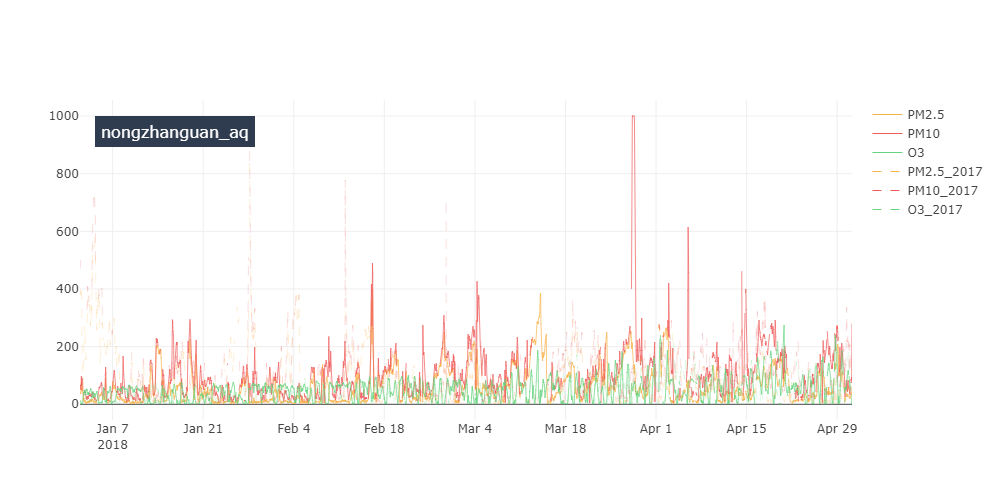 nongzhanguan_aq
1000
800
600
400
200
0
Jan 7
2018
Jan 21
Feb 4
Feb 18
Mar 4
Mar 18
Apr 1
Apr 15
Apr 29
PM2.5
PM10
O3
PM2.5_2017
PM10_2017
O3_2017